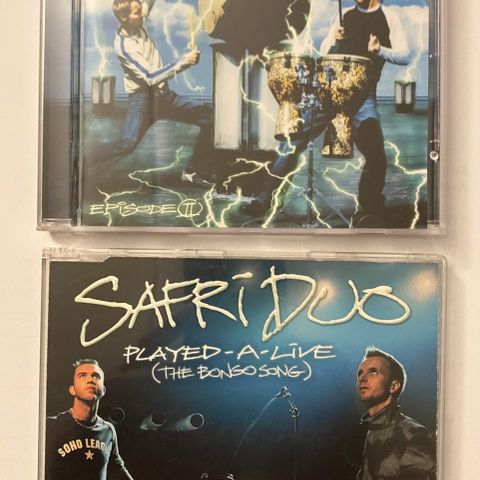 EPISODE II
SAFRI DUO
PLAYED-A-LIVE
(THE BONGO SONG)
SOHO LEA